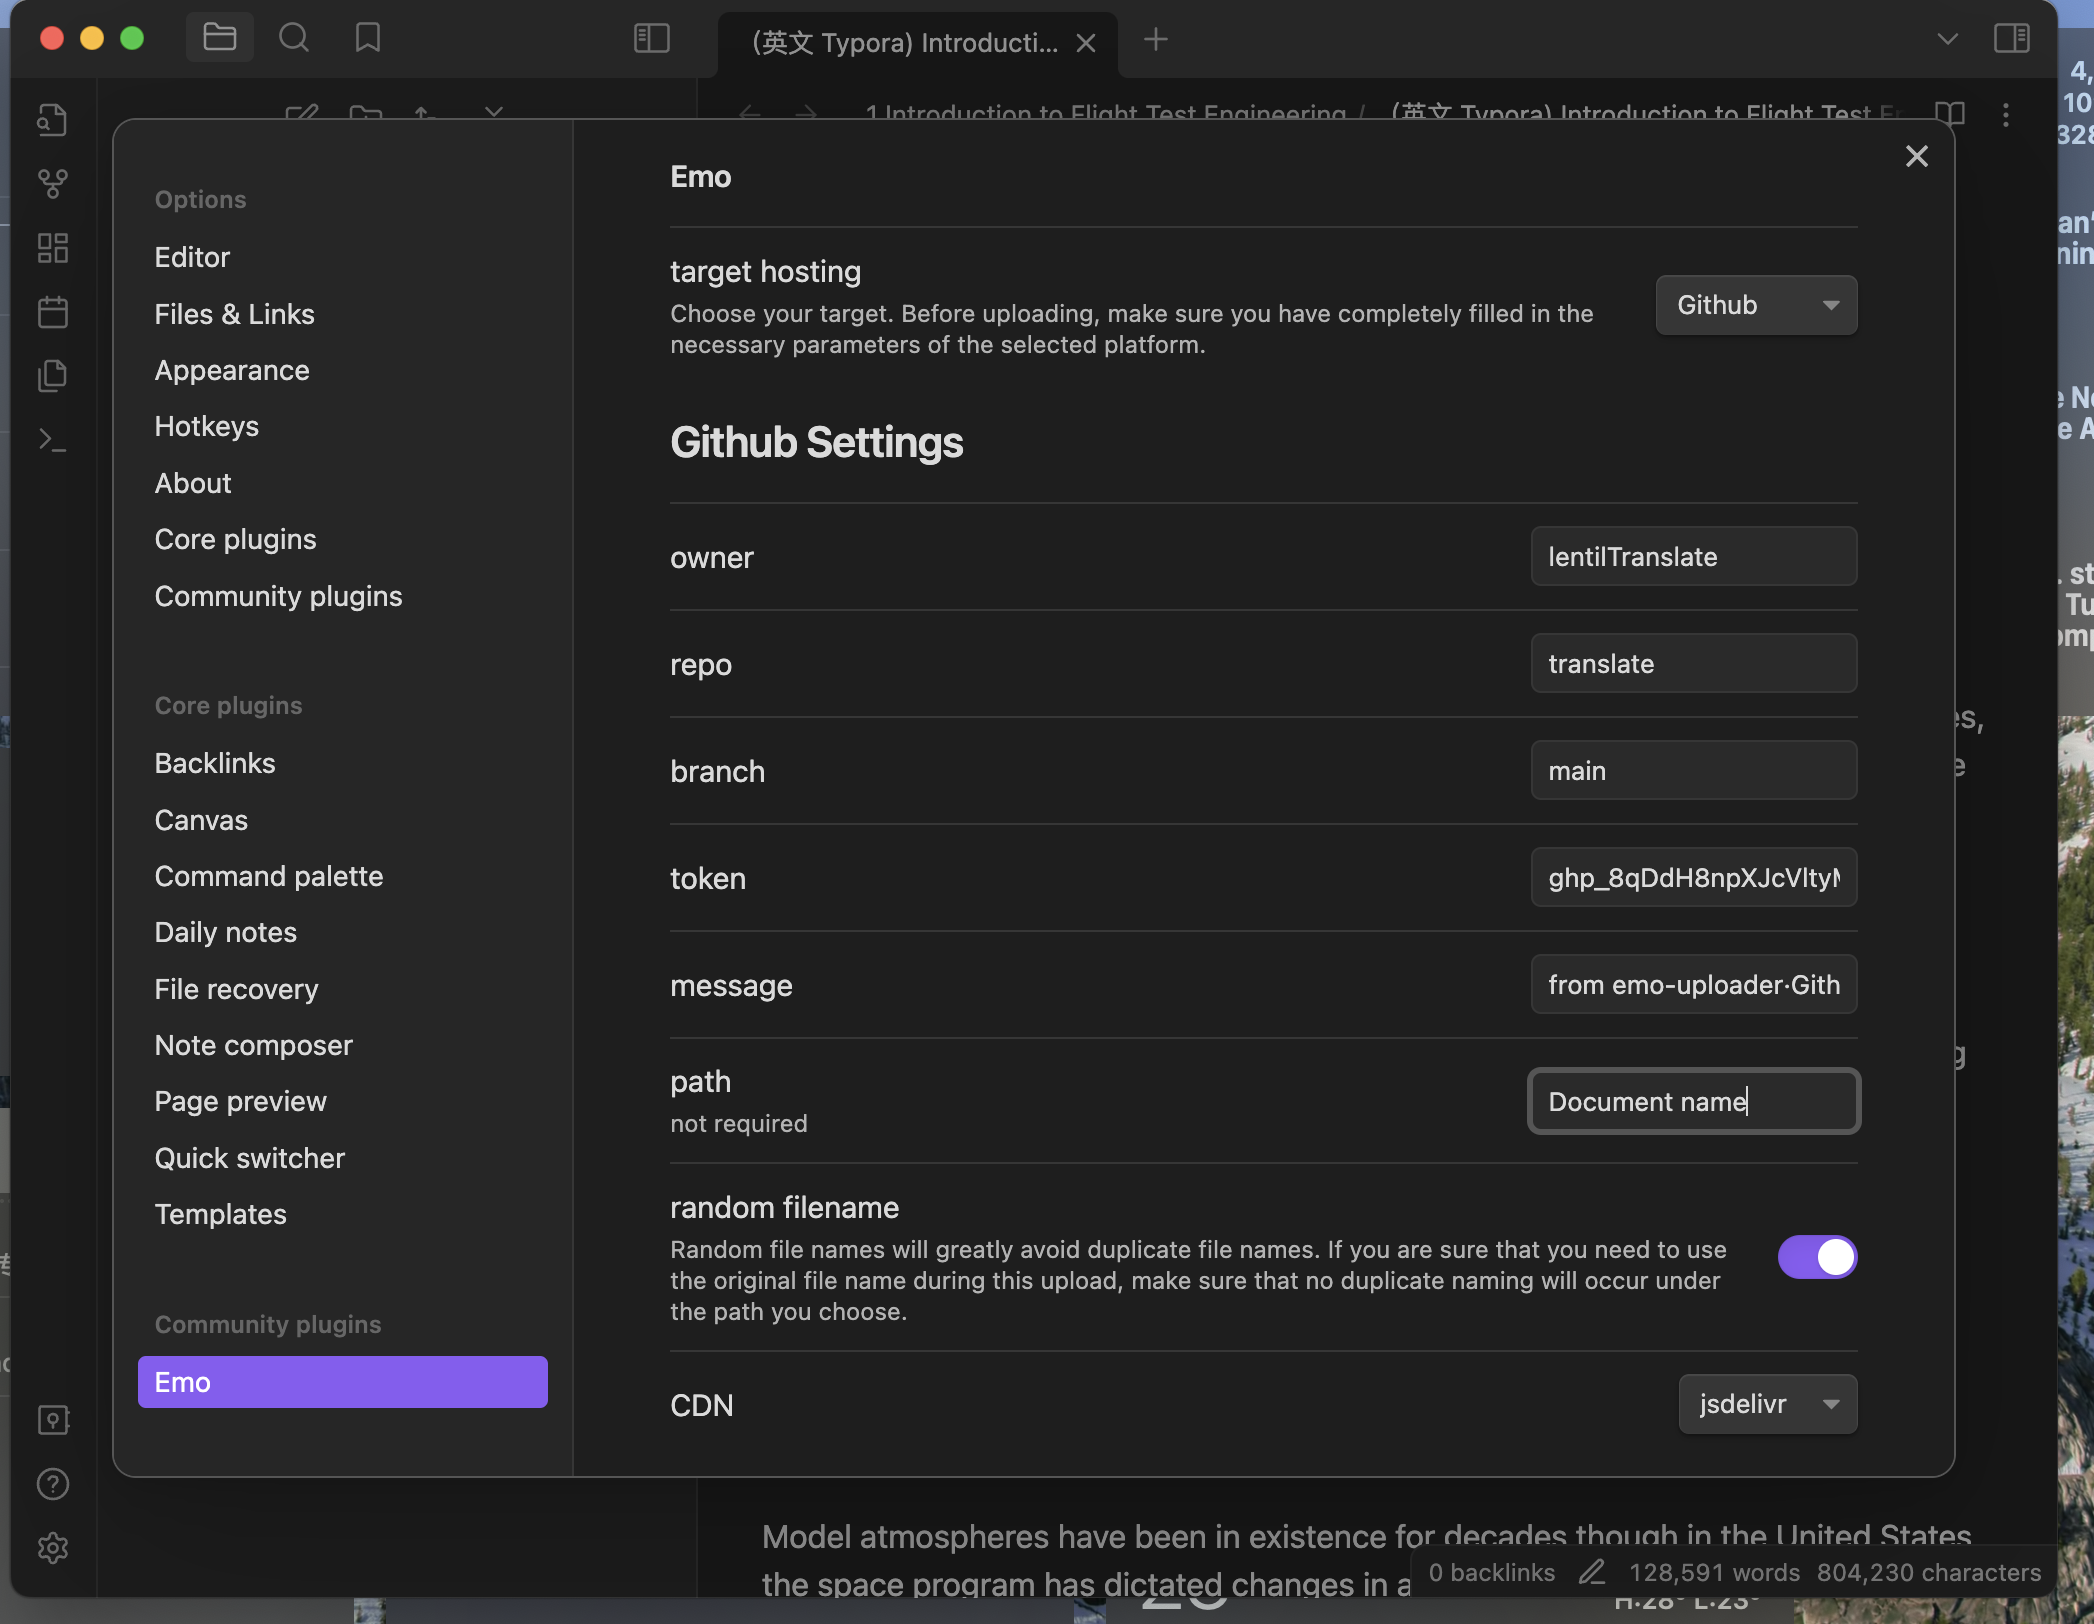 (英文 Typora) Introducti...
1 Introduction to Flight Test Engineering / (英文 Typora) Introduction to Flight Test
Options
Editor
Files & Links
Appearance
Hotkeys
About
Core plugins
Community plugins
Core plugins
Backlinks
Canvas
Command palette
Daily notes
File recovery
Note composer
Page preview
Quick switcher
Templates
Community plugins
Emo
Emo
target hosting
Choose your target. Before uploading, make sure you have completely filled in the
necessary parameters of the selected platform.
Github
Github Settings
owner
lentilTranslate
repo
translate
branch
main
token
ghp_8qDdH8npXJcVlty
message
from emo-uploader·Gith
path
not required
Document name
random filename
Random file names will greatly avoid duplicate file names. If you are sure that you need to use
the original file name during this upload, make sure that no duplicate naming will occur under
the path you choose.
CDN
jsdelivr
Model atmospheres have been in existence for decades though in the United States
the space program has dictated changes in a
0 backlinks
128,591 words
804,230 characters
H:28° L:23°